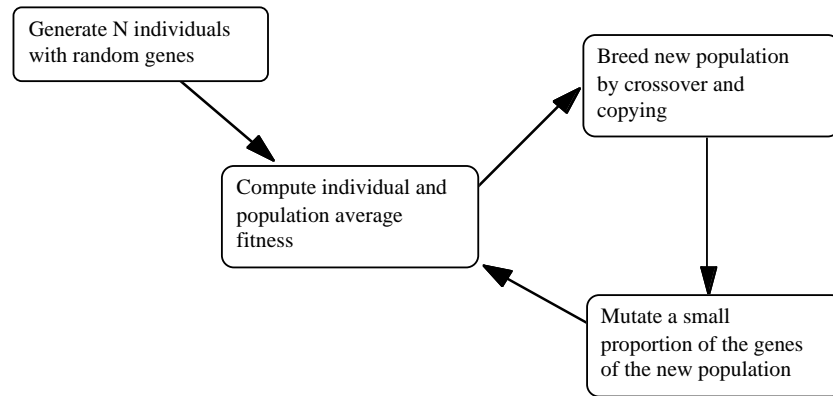 Generate N individuals
with random genes
Breed new population
by crossover and
copying
Compute individual and
population average
fitness
Mutate a small
proportion of the genes
of the new population